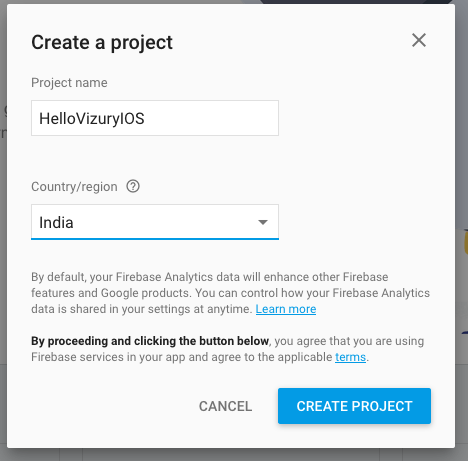 Create a project
Project name
HelloVizuryIOS
Country/region
India
By default, your Firebase Analytics data will enhance other Firebase
features and Google products. You can control how your Firebase Analytics
data is shared in your settings at anytime. Learn more
By proceeding and clicking the button below, you agree that you are using
Firebase services in your app and agree to the applicable terms.
CANCEL
CREATE PROJECT